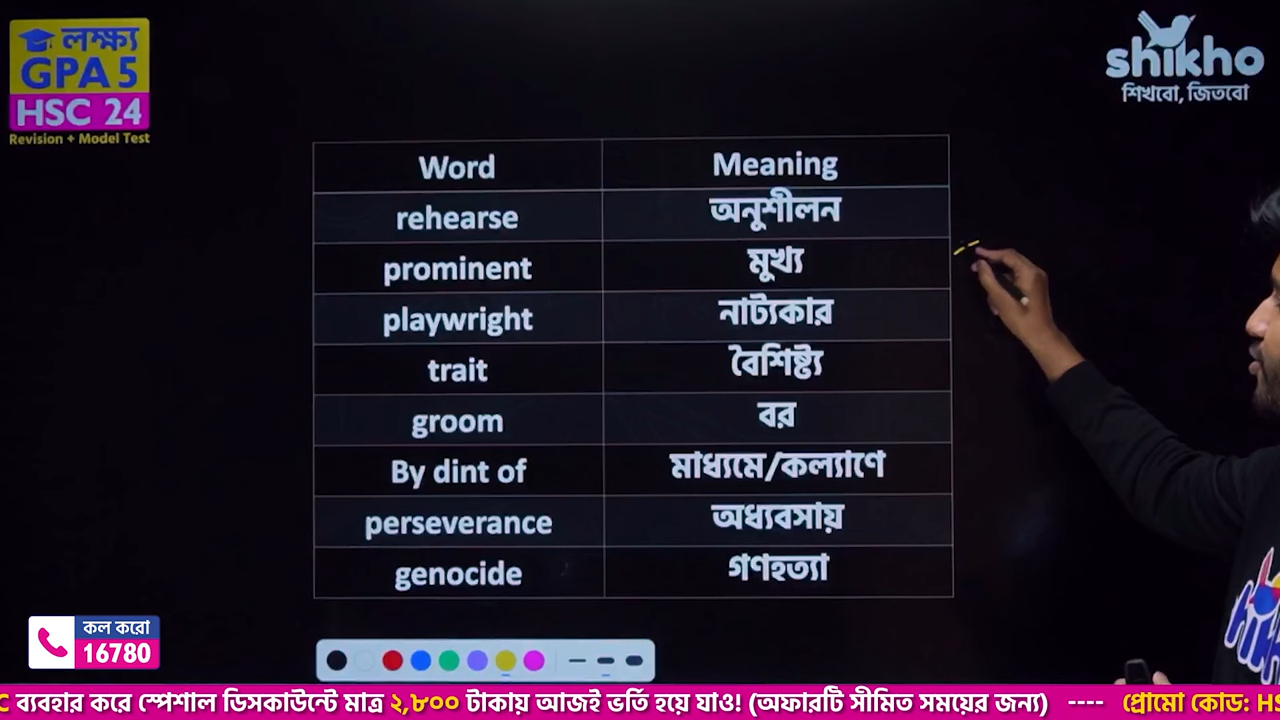 লক্ষ্য
GPA 5
HSC 24
Revision + Model Test
shikho
শিখবো, জিতবো
Word Meaning
rehearse অনুশীলন
prominent মুখ্য
playwright নাট্যকার
trait বৈশিষ্ট্য
groom বর
By dint of মাধ্যমে/কল্যাণে
perseverance অধ্যবসায়
genocide গণহত্যা
কল করো
16780
ব্যবহার করে স্পেশাল ডিসকাউন্টে মাত্র ২,৮০০ টাকায় আজই ভর্তি হয়ে যাও! (অফারটি সীমিত সময়ের জন্য) ---- প্রোমো কোড: